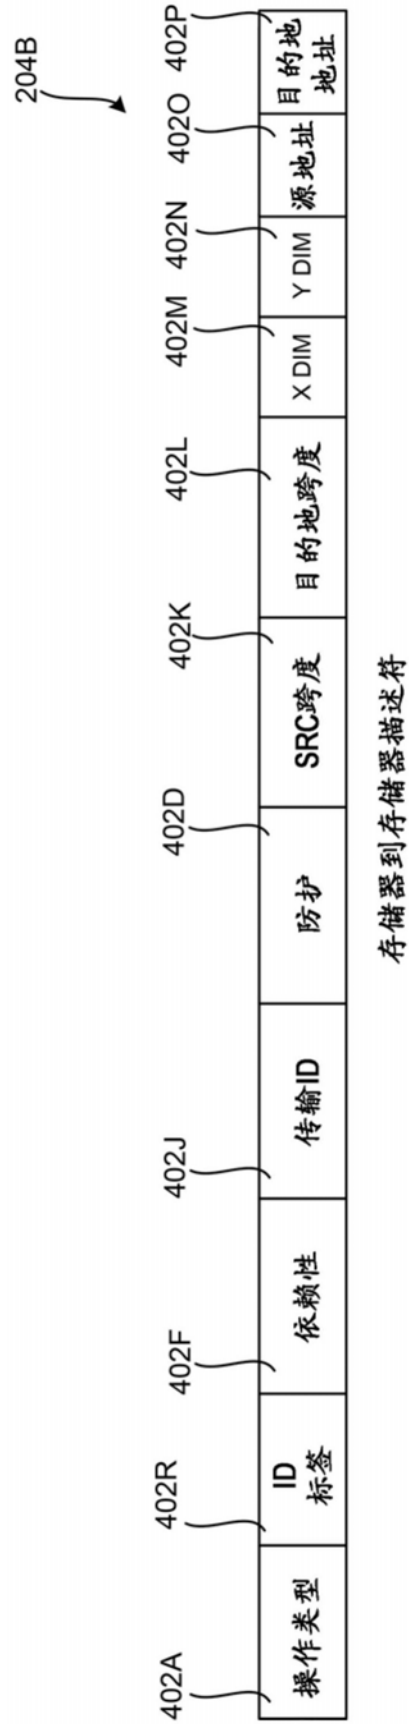 204B
402A
402R
402F
402J
402D
402K
402L
402M
402N
402O
402P
操作类型
ID
标签
依赖性
传输ID
防护
SRC跨度
目的地跨度
X DIM
Y DIM
源地址
目的地
地址
存储器到存储器描述符